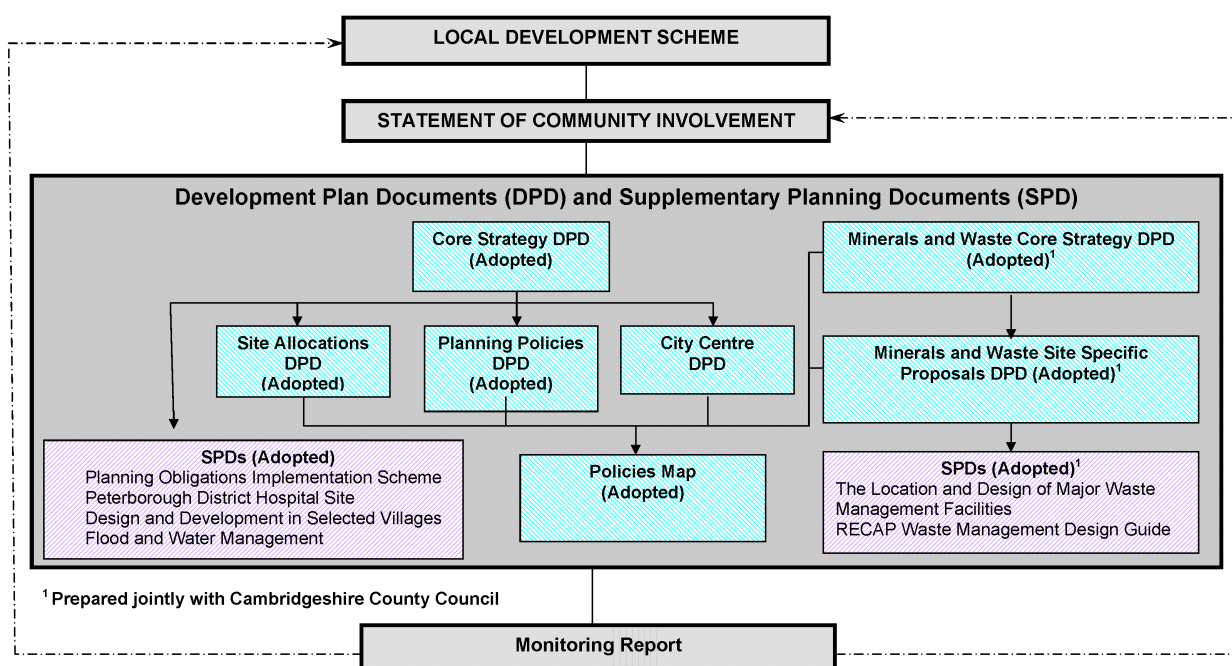 LOCAL DEVELOPMENT SCHEME
STATEMENT OF COMMUNITY INVOLVEMENT
Development Plan Documents (DPD) and Supplementary Planning Documents (SPD)
Core Strategy DPD
(Adopted)
Minerals and Waste Core Strategy DPD
(Adopted)¹
Site Allocations
DPD
(Adopted)
Planning Policies
DPD
(Adopted)
City Centre
DPD
Minerals and Waste Site Specific
Proposals DPD (Adopted)¹
SPDs (Adopted)
Planning Obligations Implementation Scheme
Peterborough District Hospital Site
Design and Development in Selected Villages
Flood and Water Management
Policies Map
(Adopted)
SPDs (Adopted)¹
The Location and Design of Major Waste
Management Facilities
RECAP Waste Management Design Guide
¹ Prepared jointly with Cambridgeshire County Council
Monitoring Report